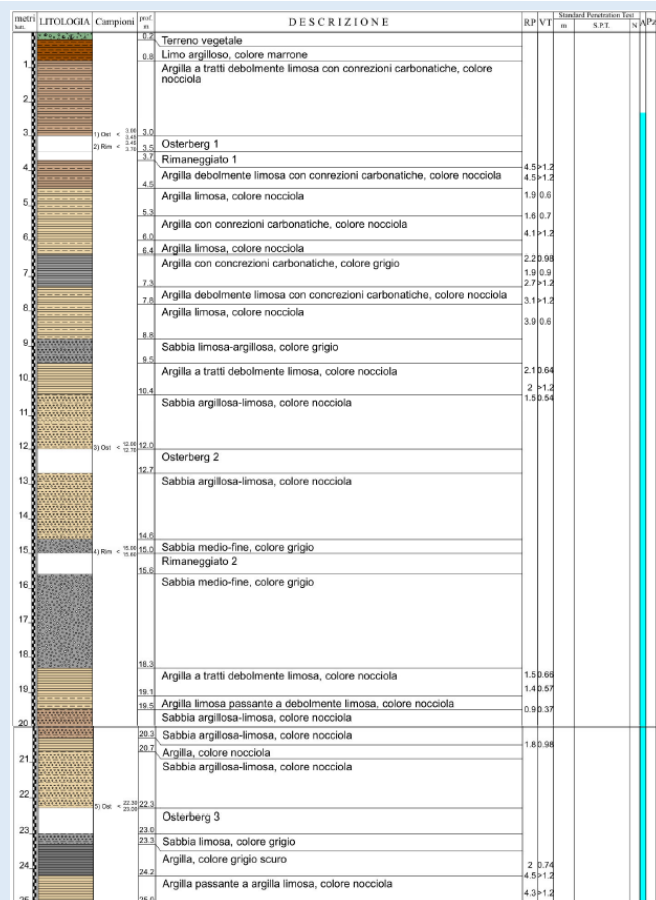 metri LITOLOGIA Campioni prof. m DESCRIZIONE RP VT Standard Penetration Test
m S.P.T. N A Pz
0.2 Terreno vegetale
0.8 Limo argilloso, colore marrone
1 Argilla a tratti debolmente limosa con conrezioni carbonatiche, colore
nocciola
2
3 1) Ost < 3.00 3.0
2) Rim < 3.5 Osterberg 1
3.7 Rimaneggiato 1
4 4.5 >1.2
Argilla debolmente limosa con conrezioni carbonatiche, colore nocciola 4.5 >1.2
4.5
5 Argilla limosa, colore nocciola 1.9 0.6
5.3 1.6 0.7
Argilla con conrezioni carbonatiche, colore nocciola
6 6.0 4.1 >1.2
6.4 Argilla limosa, colore nocciola
Argilla con concrezioni carbonatiche, colore grigio 2.2 0.98
7 1.9 0.9
7.3 2.7 >1.2
7.8 Argilla debolmente limosa con concrezioni carbonatiche, colore nocciola 3.1 >1.2
8 Argilla limosa, colore nocciola
3.9 0.6
8.8
9 Sabbia limosa-argillosa, colore grigio
9.5
10 Argilla a tratti debolmente limosa, colore nocciola 2.1 0.64
10.4 2 >1.2
Sabbia argillosa-limosa, colore nocciola 1.5 0.54
11
12 3) Ost < 12.00 12.70 12.0
Osterberg 2
12.7
13 Sabbia argillosa-limosa, colore nocciola
14
14.6
15 4) Rim < 15.00 15.60 15.0 Sabbia medio-fine, colore grigio
Rimaneggiato 2
15.6
16 Sabbia medio-fine, colore grigio
17
18
18.3
Argilla a tratti debolmente limosa, colore nocciola 1.5 0.66
19 19.1 1.4 0.57
19.5 Argilla limosa passante a debolmente limosa, colore nocciola 0.9 0.37
Sabbia argillosa-limosa, colore nocciola
20
20.3 Sabbia argillosa-limosa, colore nocciola
20.7 1.8 0.98
21 Argilla, colore nocciola
Sabbia argillosa-limosa, colore nocciola
22
5) Ost < 22.30 23.00 22.3
Osterberg 3
23 23.0
23.3 Sabbia limosa, colore grigio
Argilla, colore grigio scuro
24 2 0.74
24.2 4.5 >1.2
Argilla passante a argilla limosa, colore nocciola
4.3 >1.2